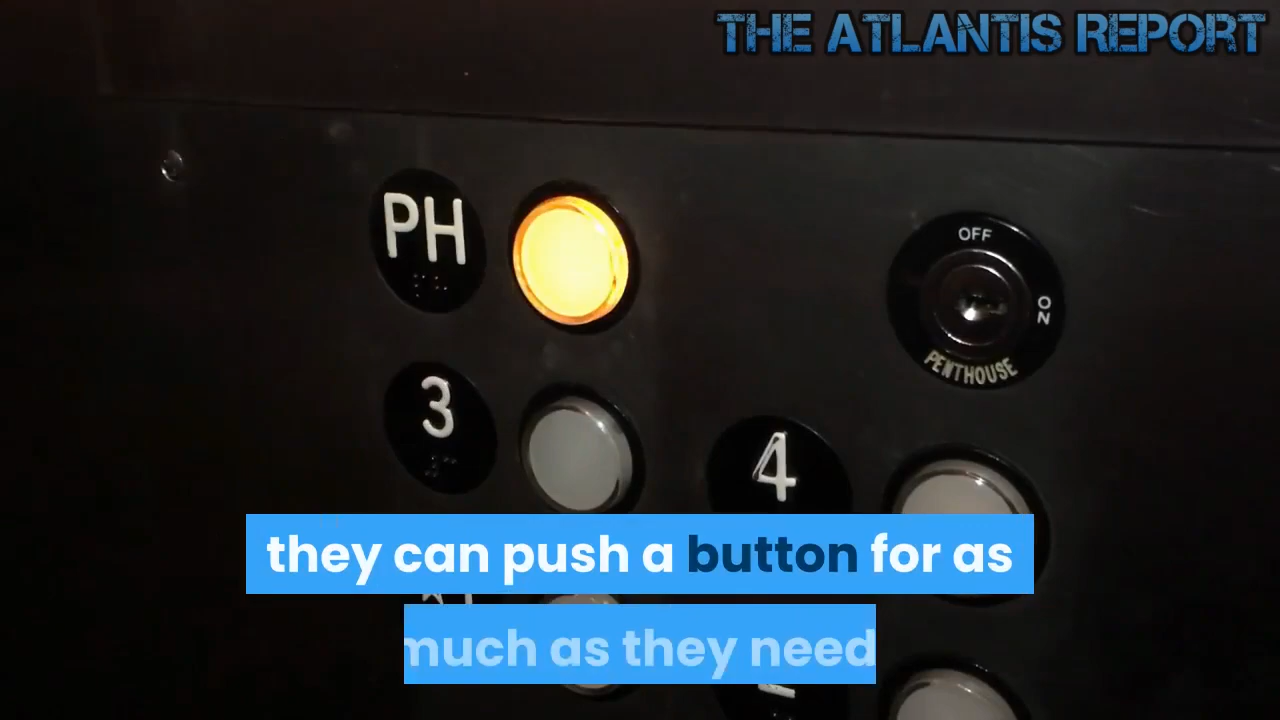 THE ATLANTIS REPORT
PH
OFF
ON
PENTHOUSE
3
4
they can push a button for as
much as they need